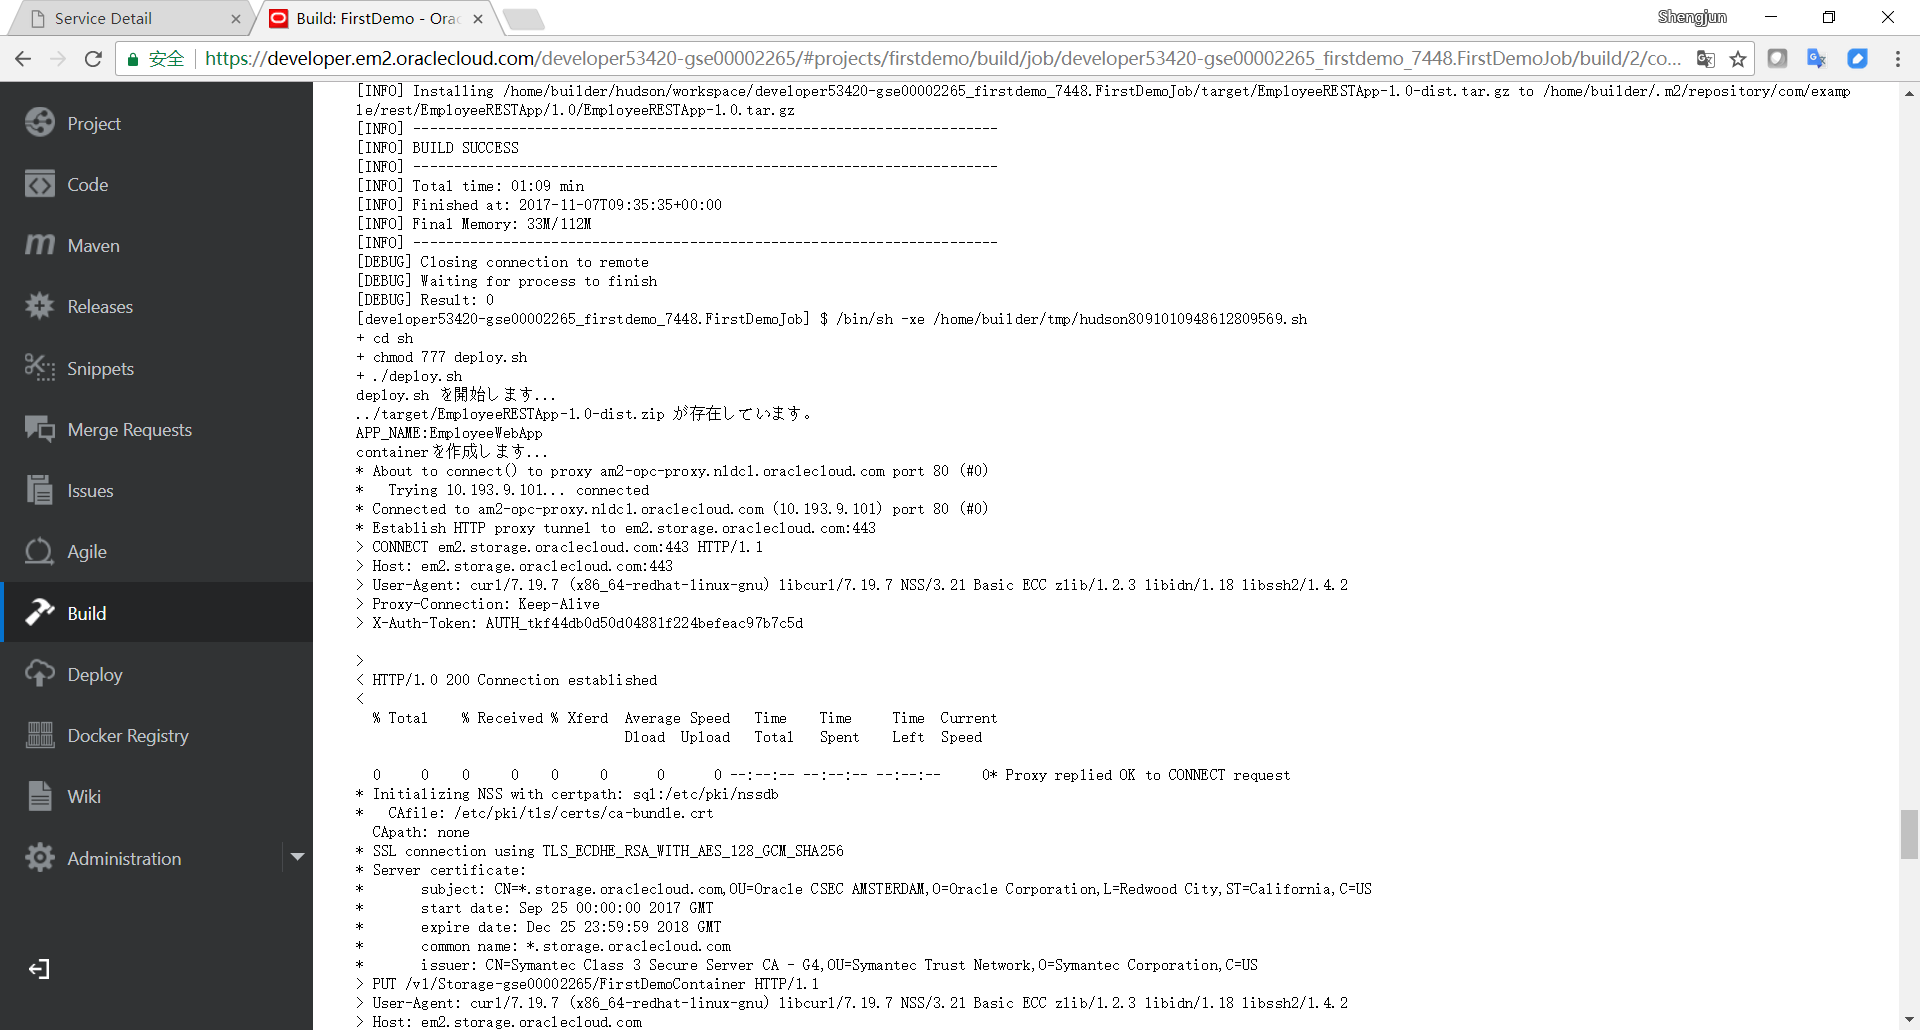 Service Detail
Build: FirstDemo - Orac
Shengjun
安全
https://developer.em2.oraclecloud.com/developer53420-gse00002265/#projects/firstdemo/build/job/developer53420-gse00002265_firstdemo_7448.FirstDemoJob/build/2/co...
Project
Code
Maven
Releases
Snippets
Merge Requests
Issues
Agile
Build
Deploy
Docker Registry
Wiki
Administration
[INFO] Installing /home/builder/hudson/workspace/developer53420-gse00002265_firstdemo_7448.FirstDemoJob/target/EmployeeRESTApp-1.0-dist.tar.gz to /home/builder/.m2/repository/com/examp
le/rest/EmployeeRESTApp/1.0/EmployeeRESTApp-1.0.tar.gz
[INFO] ------------------------------------------------------------------------
[INFO] BUILD SUCCESS
[INFO] ------------------------------------------------------------------------
[INFO] Total time: 01:09 min
[INFO] Finished at: 2017-11-07T09:35:35+00:00
[INFO] Final Memory: 33M/112M
[INFO] ------------------------------------------------------------------------
[DEBUG] Closing connection to remote
[DEBUG] Waiting for process to finish
[DEBUG] Result: 0
[developer53420-gse00002265_firstdemo_7448.FirstDemoJob] $ /bin/sh -xe /home/builder/tmp/hudson8091010948612809569.sh
+ cd sh
+ chmod 777 deploy.sh
+ ./deploy.sh
deploy.sh を開始します...
../target/EmployeeRESTApp-1.0-dist.zip が存在しています。
APP_NAME:EmployeeWebApp
containerを作成します...
* About to connect() to proxy am2-opc-proxy.nldc1.oraclecloud.com port 80 (#0)
*   Trying 10.193.9.101... connected
* Connected to am2-opc-proxy.nldc1.oraclecloud.com (10.193.9.101) port 80 (#0)
* Establish HTTP proxy tunnel to em2.storage.oraclecloud.com:443
> CONNECT em2.storage.oraclecloud.com:443 HTTP/1.1
> Host: em2.storage.oraclecloud.com:443
> User-Agent: curl/7.19.7 (x86_64-redhat-linux-gnu) libcurl/7.19.7 NSS/3.21 Basic ECC zlib/1.2.3 libidn/1.18 libssh2/1.4.2
> Proxy-Connection: Keep-Alive
> X-Auth-Token: AUTH_tkf44db0d50d04881f224befeac97b7c5d
>
< HTTP/1.0 200 Connection established
<
% Total    % Received % Xferd  Average Speed   Time    Time     Time  Current
Dload  Upload   Total   Spent    Left  Speed
0     0    0     0    0     0      0      0 --:--:-- --:--:-- --:--:--     0* Proxy replied OK to CONNECT request
* Initializing NSS with certpath: sql:/etc/pki/nssdb
*   CAfile: /etc/pki/tls/certs/ca-bundle.crt
CApath: none
* SSL connection using TLS_ECDHE_RSA_WITH_AES_128_GCM_SHA256
* Server certificate:
*       subject: CN=*.storage.oraclecloud.com,OU=Oracle CSEC AMSTERDAM,O=Oracle Corporation,L=Redwood City,ST=California,C=US
*       start date: Sep 25 00:00:00 2017 GMT
*       expire date: Dec 25 23:59:59 2018 GMT
*       common name: *.storage.oraclecloud.com
*       issuer: CN=Symantec Class 3 Secure Server CA - G4,OU=Symantec Trust Network,O=Symantec Corporation,C=US
> PUT /v1/Storage-gse00002265/FirstDemoContainer HTTP/1.1
> User-Agent: curl/7.19.7 (x86_64-redhat-linux-gnu) libcurl/7.19.7 NSS/3.21 Basic ECC zlib/1.2.3 libidn/1.18 libssh2/1.4.2
> Host: em2.storage.oraclecloud.com